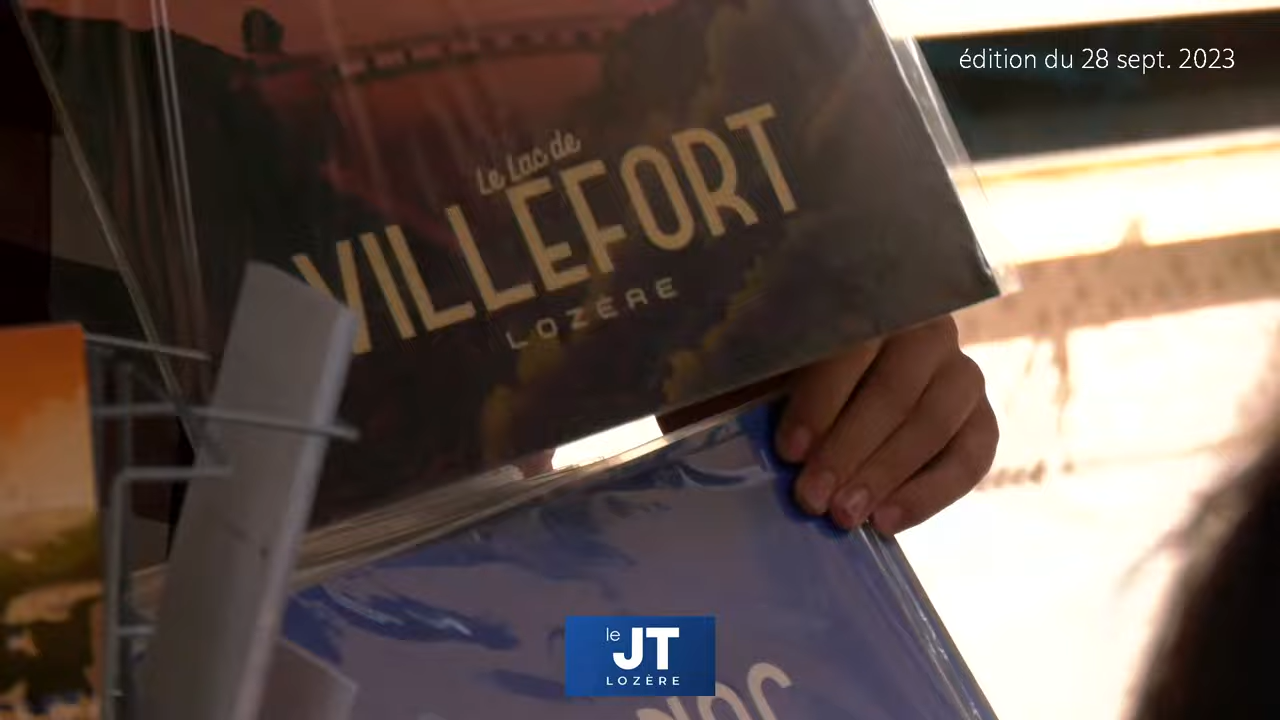 édition du 28 sept. 2023
Le Lac de
VILLEFORT
LOZÈRE
le JT
LOZÈRE